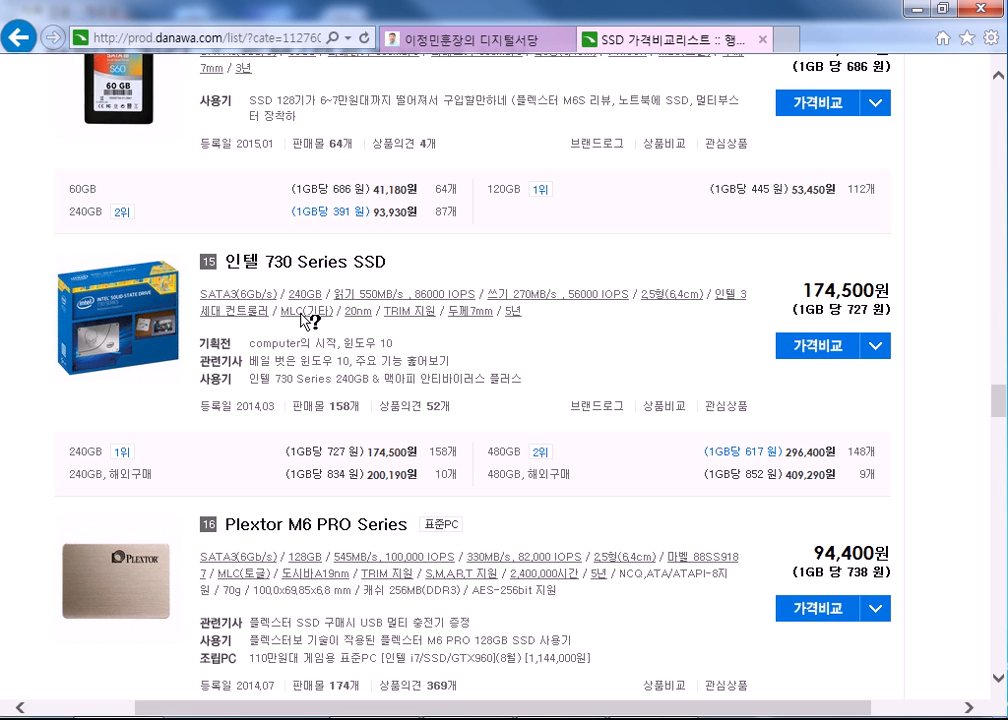 http://prod.danawa.com/list/?cate=11276(
이정민훈장의 디지털서당
SSD 가격비교리스트 :: 행...
60 GB
7mm / 3년
(1GB 당 686 원)
사용기 SSD 128기가 6~7만원대까지 떨어져서 구입할만하네 (플렉스터 M6S 리뷰, 노트북에 SSD, 멀티부스
터 장착하
가격비교
등록일 2015.01 판매몰 64개 상품의견 4개 브랜드로그 상품비교 관심상품
60GB (1GB당 686 원) 41,180원 64개 120GB 1위 (1GB당 445 원) 53,450원 112개
240GB 2위 (1GB당 391 원) 93,930원 87개
15 인텔 730 Series SSD
SATA3(6Gb/s) / 240GB / 읽기 550MB/s , 86000 IOPS / 쓰기 270MB/s , 56000 IOPS / 2.5형(6.4cm) / 인텔 3
세대 컨트롤러 / MLC(기타) / 20nm / TRIM 지원 / 두께7mm / 5년
174,500원
(1GB 당 727 원)
가격비교
기획전 computer의 시작, 윈도우 10
관련기사 베일 벗은 윈도우 10, 주요 기능 훑어보기
사용기 인텔 730 Series 240GB & 맥아피 안티바이러스 플러스
등록일 2014.03 판매몰 158개 상품의견 52개 브랜드로그 상품비교 관심상품
240GB 1위 (1GB당 727 원) 174,500원 158개 480GB 2위 (1GB당 617 원) 296,400원 148개
240GB, 해외구매 (1GB당 834 원) 200,190원 10개 480GB, 해외구매 (1GB당 852 원) 409,290원 9개
16 Plextor M6 PRO Series 표준PC
PLEXTOR
SATA3(6Gb/s) / 128GB / 545MB/s , 100,000 IOPS / 330MB/s, 82,000 IOPS / 2.5형(6.4cm) / 마벨 88SS918
7 / MLC(토글) / 도시바A19nm / TRIM 지원 / S.M.A.R.T 지원 / 2,400,000시간 / 5년 / NCQ,ATA/ATAPI-8지
원 / 70g / 100.0x69.85x6.8 mm / 캐쉬 256MB(DDR3) / AES-256bit 지원
94,400원
(1GB 당 738 원)
가격비교
관련기사 플렉스터 SSD 구매시 USB 멀티 충전기 증정
사용기 플렉스터보 기술이 작용된 플렉스터 M6 PRO 128GB SSD 사용기
조립PC 110만원대 게임용 표준PC [인텔 i7/SSD/GTX960](8월) [1,144,000원]
등록일 2014.07 판매몰 174개 상품의견 369개 상품비교 관심상품